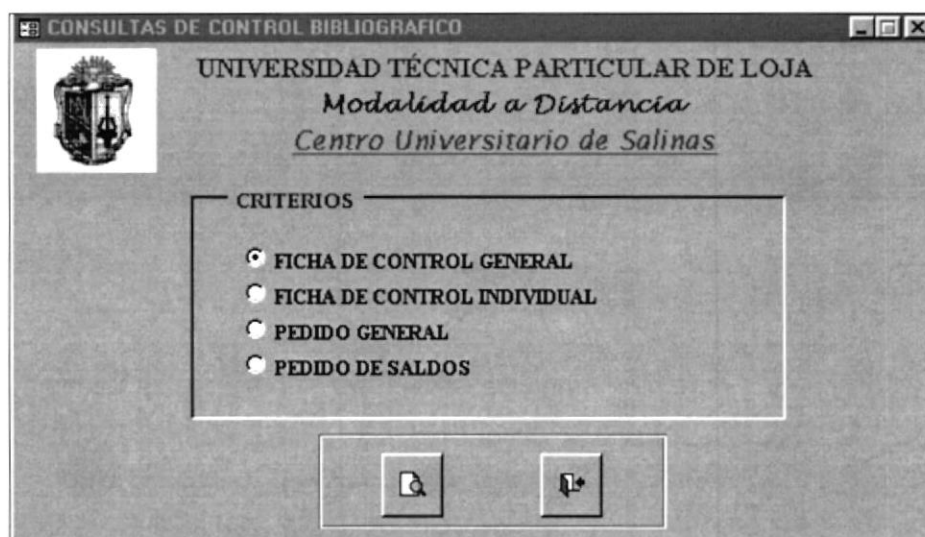 CONSULTAS DE CONTROL BIBLIOGRAFICO
UNIVERSIDAD TÉCNICA PARTICULAR DE LOJA
Modalidad a Distancia
Centro Universitario de Salinas
CRITERIOS
FICHA DE CONTROL GENERAL
FICHA DE CONTROL INDIVIDUAL
PEDIDO GENERAL
PEDIDO DE SALDOS